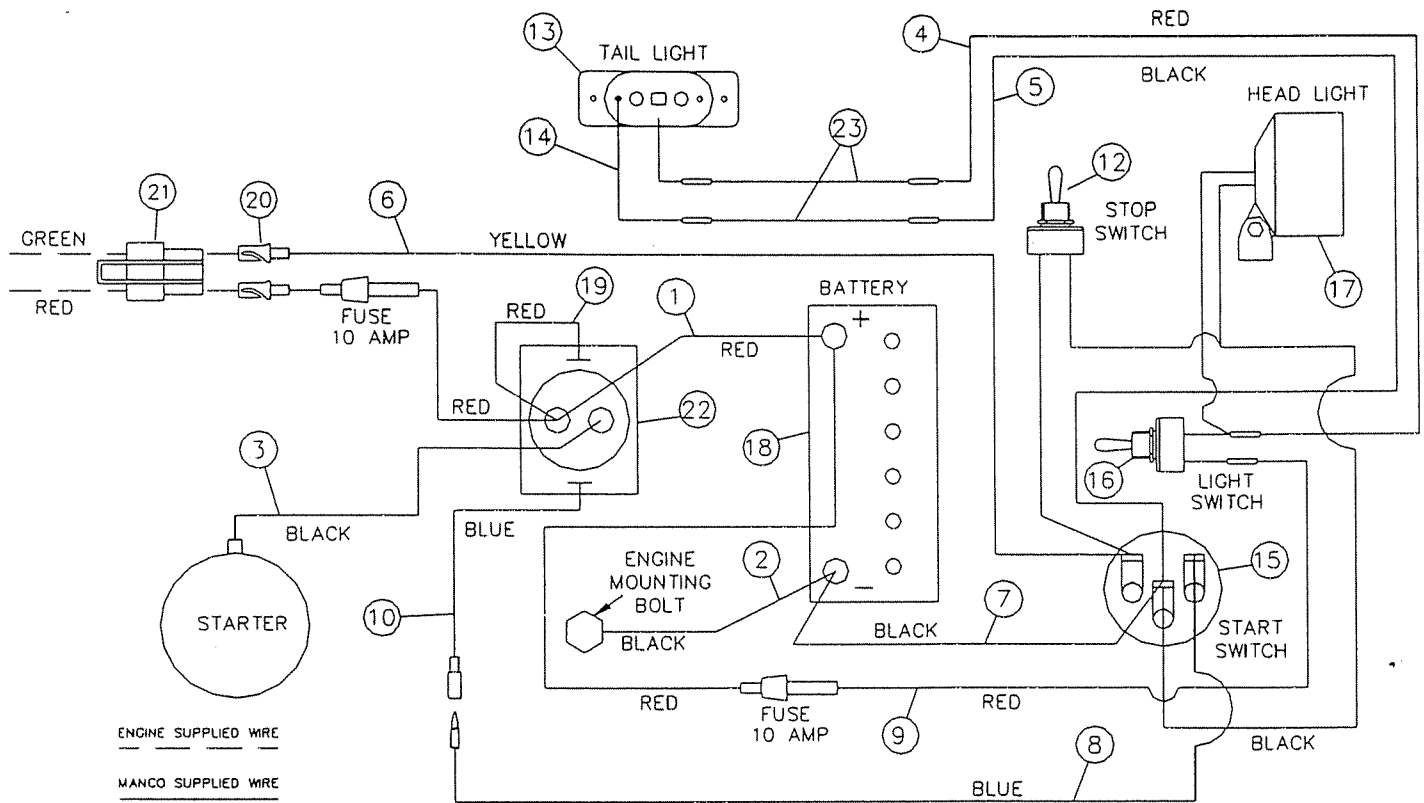 RED
4
13
TAIL LIGHT
BLACK
5
HEAD LIGHT
14
23
12
STOP
SWITCH
21
20
6
GREEN
YELLOW
RED
FUSE
10 AMP
19
RED
1
RED
BATTERY
+
17
RED
22
18
3
BLACK
BLUE
16
LIGHT
SWITCH
ENGINE
MOUNTING
BOLT
2
−
15
10
STARTER
BLACK
BLACK
7
START
SWITCH
RED
FUSE
10 AMP
9
RED
BLACK
ENGINE SUPPLIED WIRE
MANCO SUPPLIED WIRE
BLUE
8